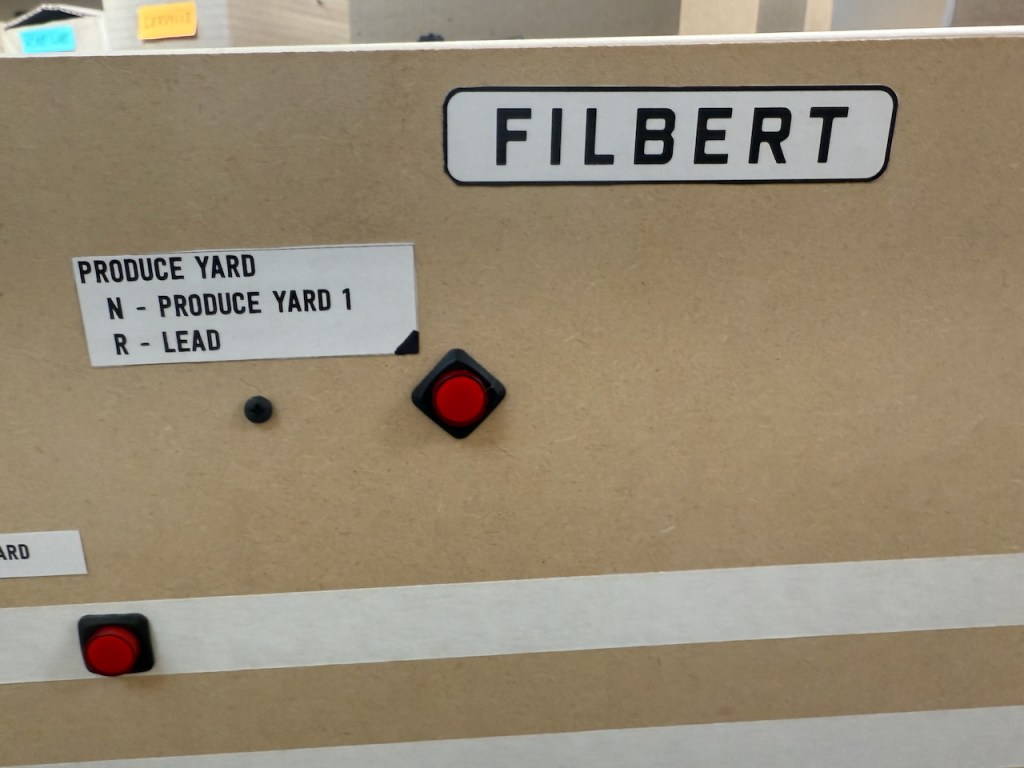 FILBERT
PRODUCE YARD
N - PRODUCE YARD 1
R - LEAD
ARD